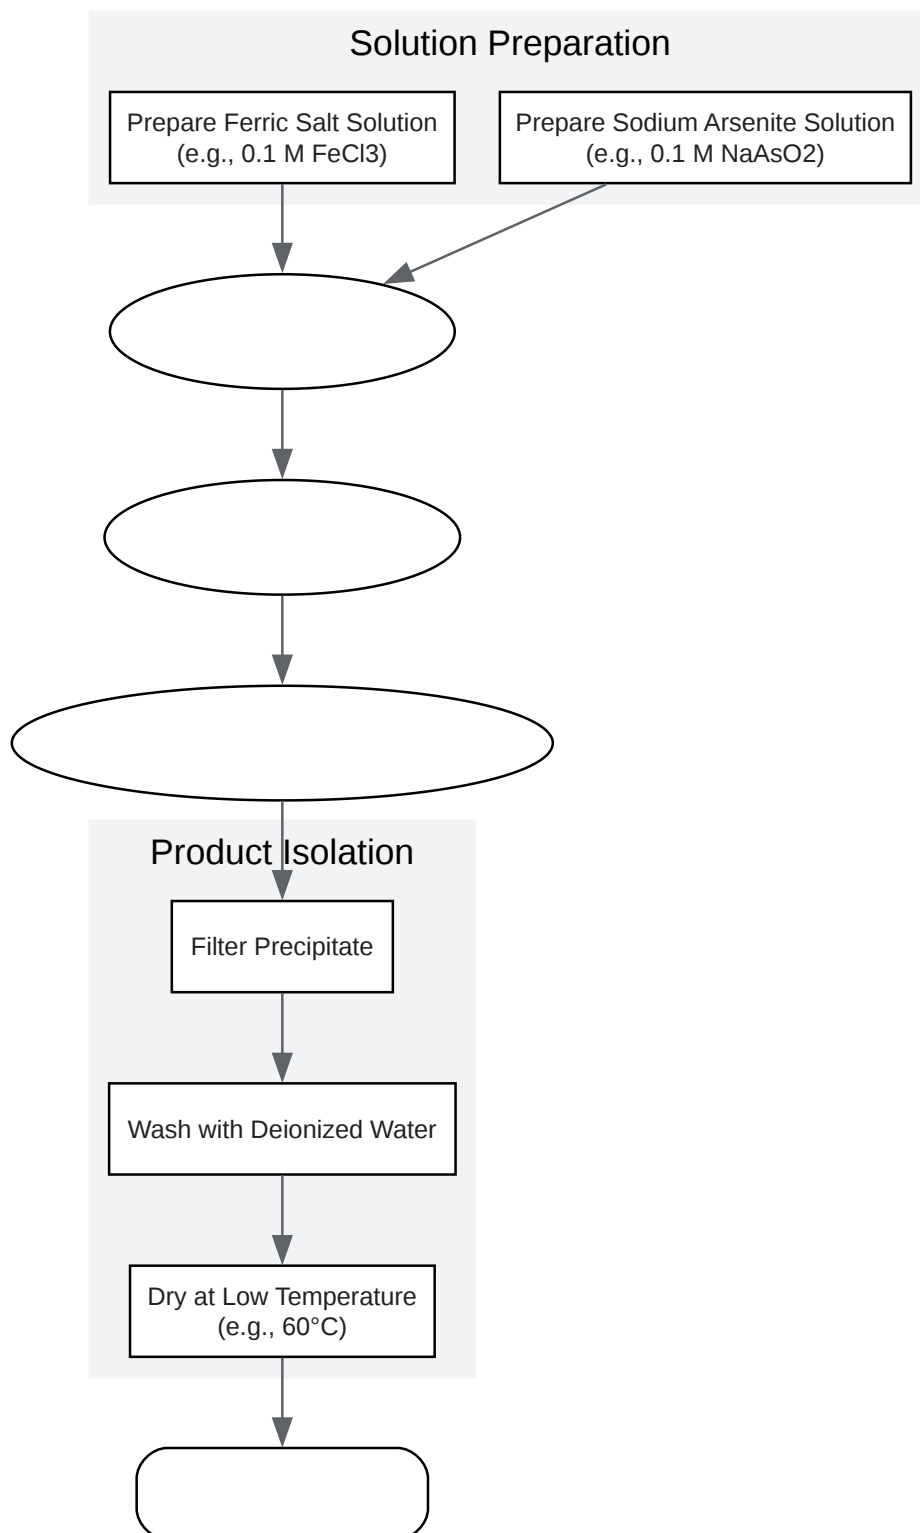 Solution Preparation
Prepare Ferric Salt Solution
(e.g., 0.1 M FeCl3)
Prepare Sodium Arsenite Solution
(e.g., 0.1 M NaAsO2)
Product Isolation
Filter Precipitate
Wash with Deionized Water
Dry at Low Temperature
(e.g., 60°C)